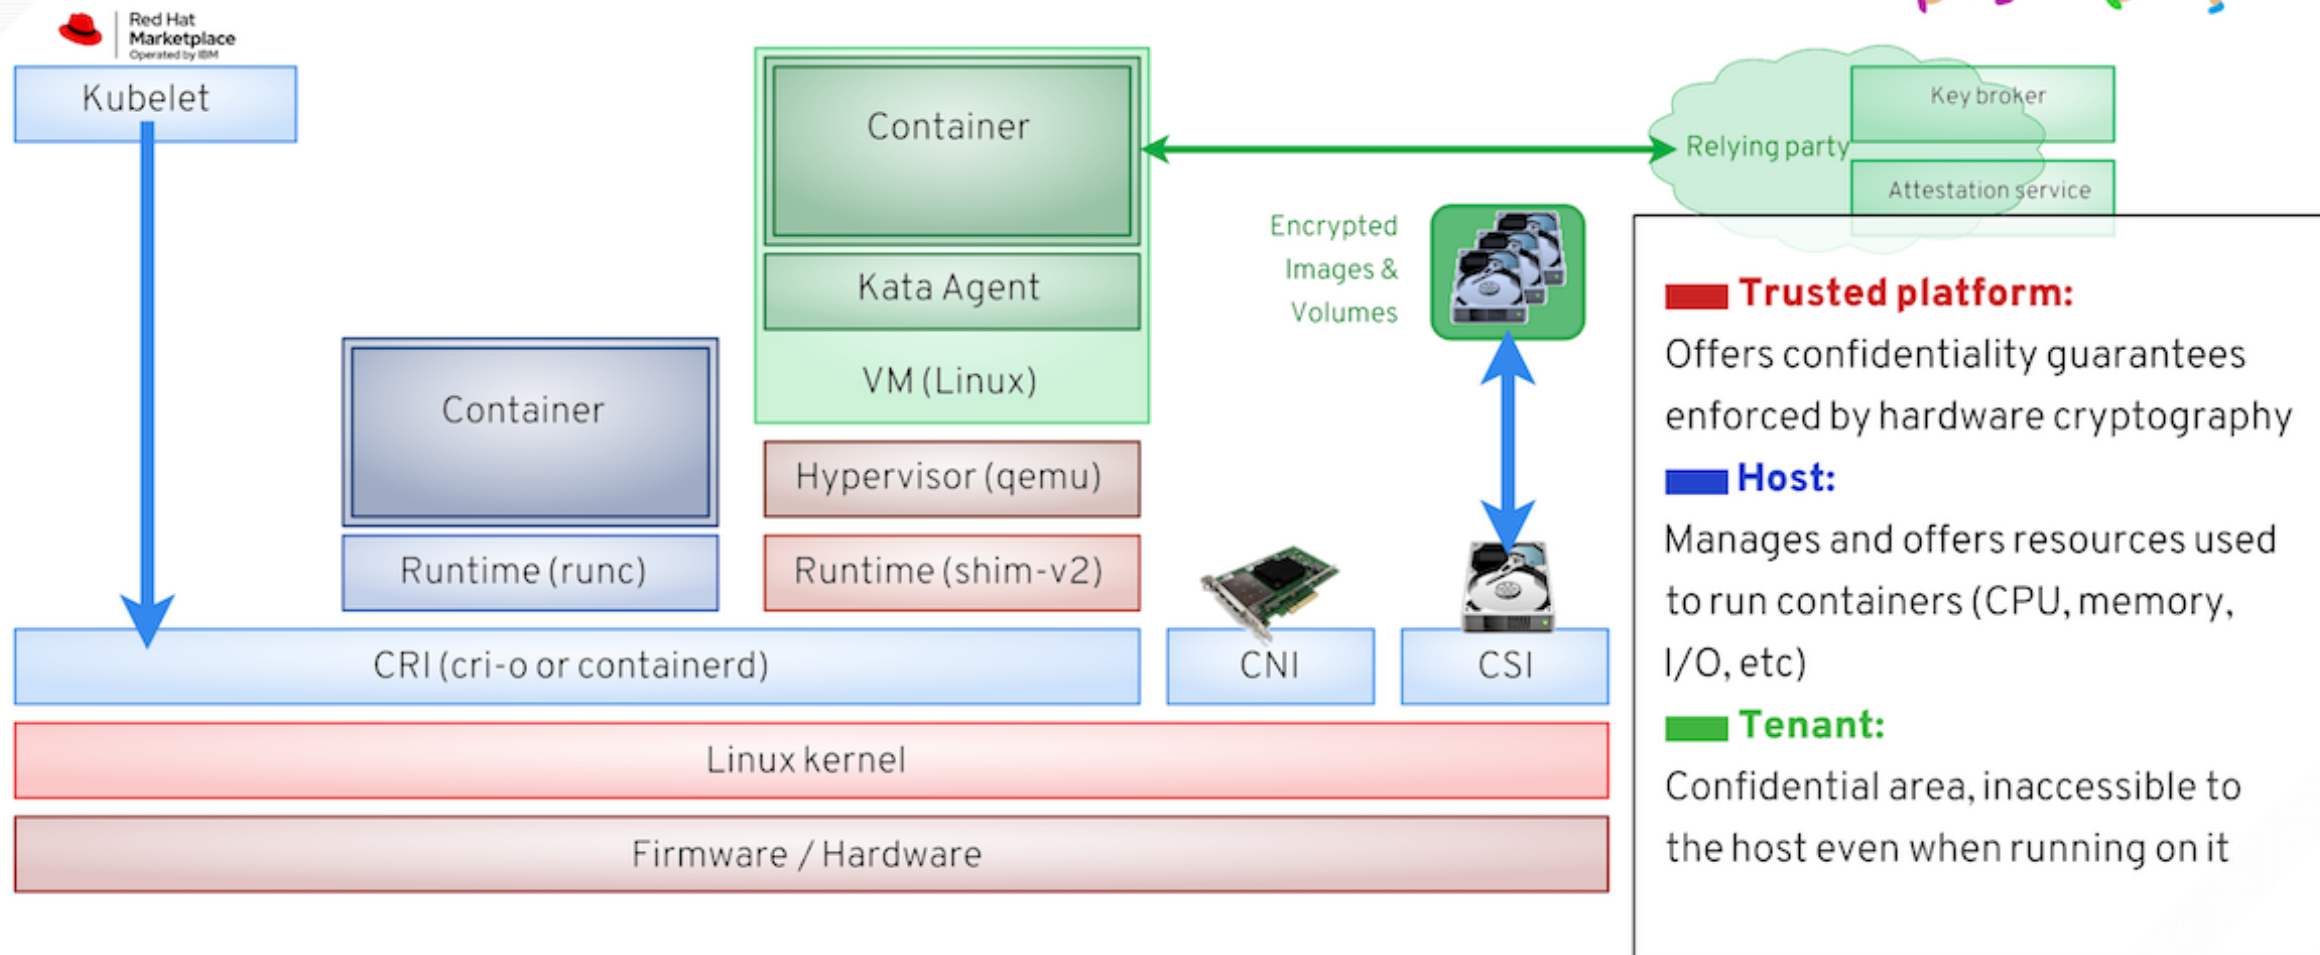 Red Hat
Marketplace
Operated by IBM
Kubelet
Container
Kata Agent
VM (Linux)
Hypervisor (qemu)
Runtime (shim-v2)
Container
Runtime (runc)
CRI (cri-o or containerd)
CNI
CSI
Linux kernel
Firmware / Hardware
Encrypted
Images &
Volumes
Relying party
Key broker
Attestation service
Trusted platform:
Offers confidentiality guarantees
enforced by hardware cryptography
Host:
Manages and offers resources used
to run containers (CPU, memory,
I/O, etc)
Tenant:
Confidential area, inaccessible to
the host even when running on it